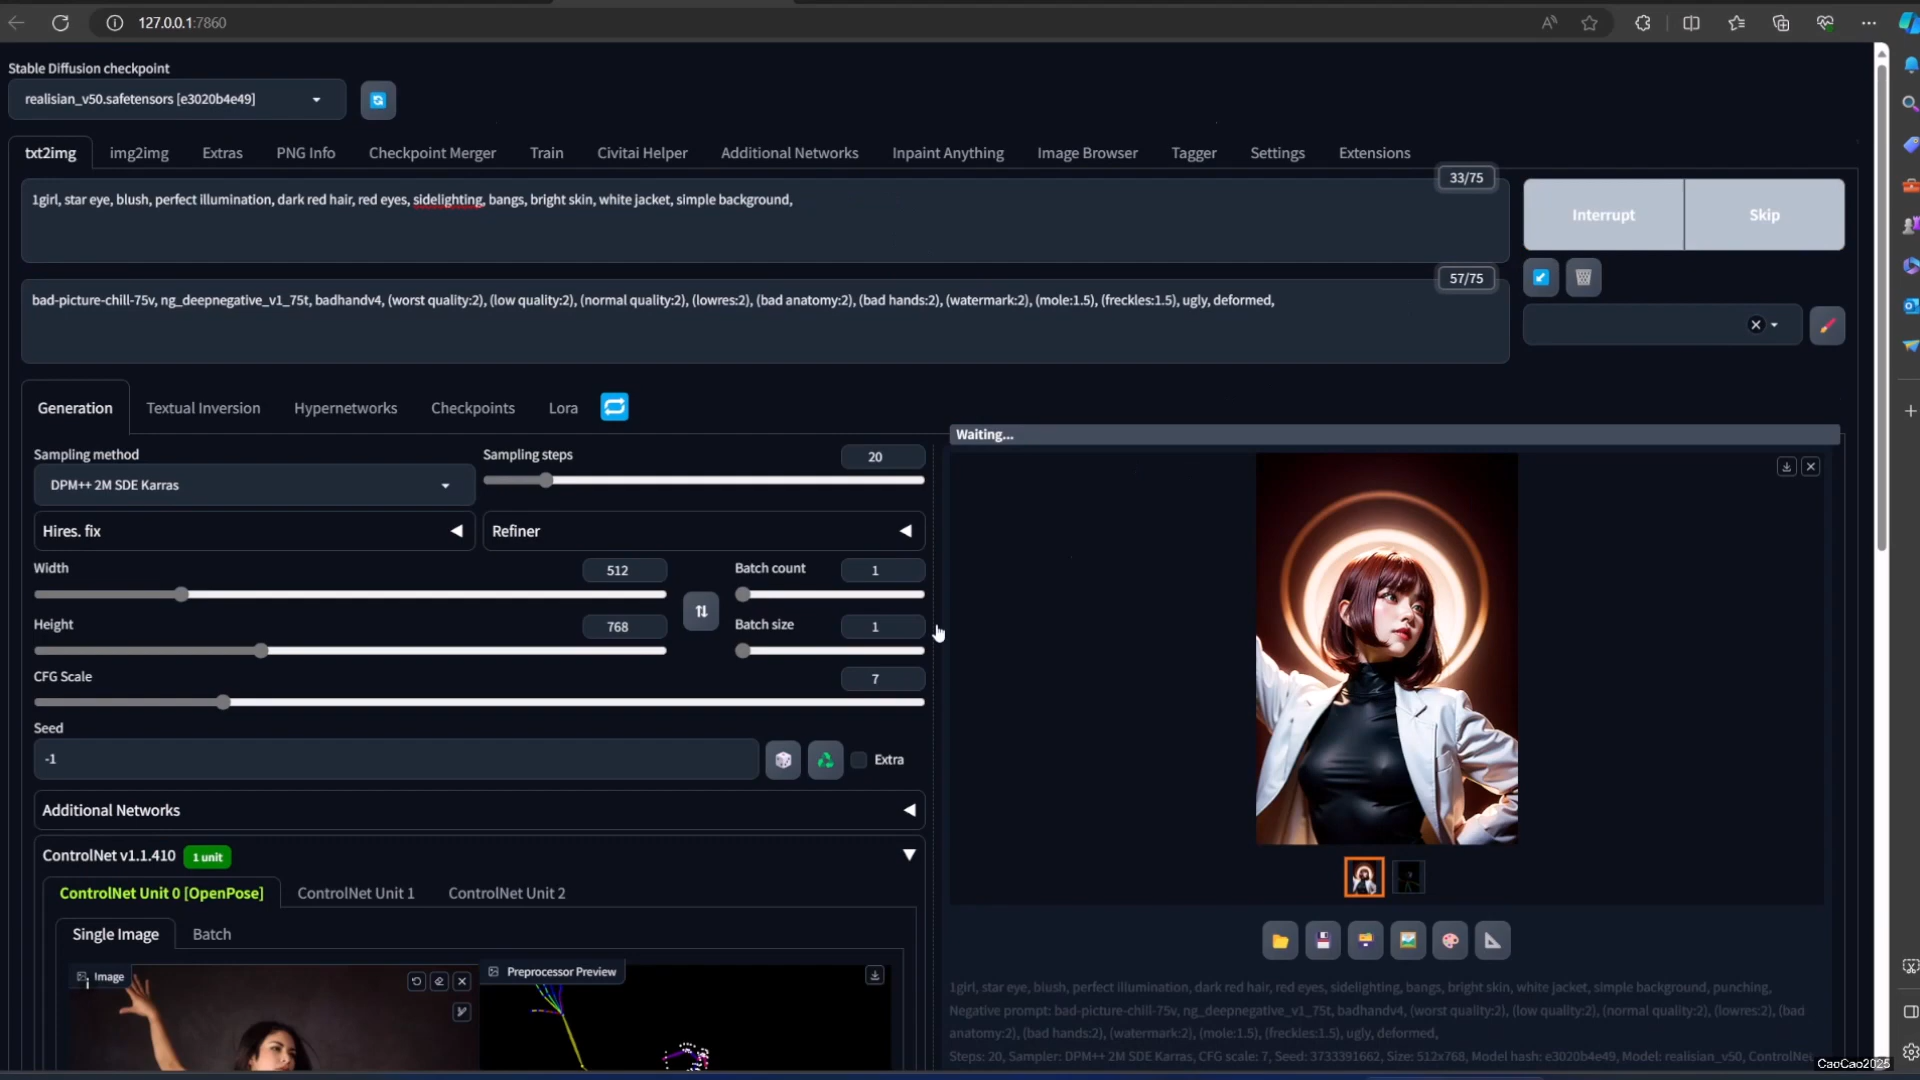 127.0.0.1:7860
Stable Diffusion checkpoint
realisian_v50.safetensors [e3020b4e49]
txt2img img2img Extras PNG Info Checkpoint Merger Train Civitai Helper Additional Networks Inpaint Anything Image Browser Tagger Settings Extensions
33/75
1girl, star eye, blush, perfect illumination, dark red hair, red eyes, sidelighting, bangs, bright skin, white jacket, simple background,
Interrupt Skip
57/75
bad-picture-chill-75v, ng_deepnegative_v1_75t, badhandv4, (worst quality:2), (low quality:2), (normal quality:2), (lowres:2), (bad anatomy:2), (bad hands:2), (watermark:2), (mole:1.5), (freckles:1.5), ugly, deformed,
Generation Textual Inversion Hypernetworks Checkpoints Lora
Waiting...
Sampling method
Sampling steps 20
DPM++ 2M SDE Karras
Hires. fix
Refiner
Width 512
Batch count 1
Height 768
Batch size 1
CFG Scale 7
Seed
-1
Extra
Additional Networks
ControlNet v1.1.410 1 unit
ControlNet Unit 0 [OpenPose] ControlNet Unit 1 ControlNet Unit 2
Single Image Batch
Image
Preprocessor Preview
1girl, star eye, blush, perfect illumination, dark red hair, red eyes, sidelighting, bangs, bright skin, white jacket, simple background, punching,
Negative prompt: bad-picture-chill-75v, ng_deepnegative_v1_75t, badhandv4, (worst quality:2), (low quality:2), (normal quality:2), (lowres:2), (bad
anatomy:2), (bad hands:2), (watermark:2), (mole:1.5), (freckles:1.5), ugly, deformed,
Steps: 20, Sampler: DPM++ 2M SDE Karras, CFG scale: 7, Seed: 3733391662, Size: 512x768, Model hash: e3020b4e49, Model: realisian_v50, ControlNet
CaoCao2025